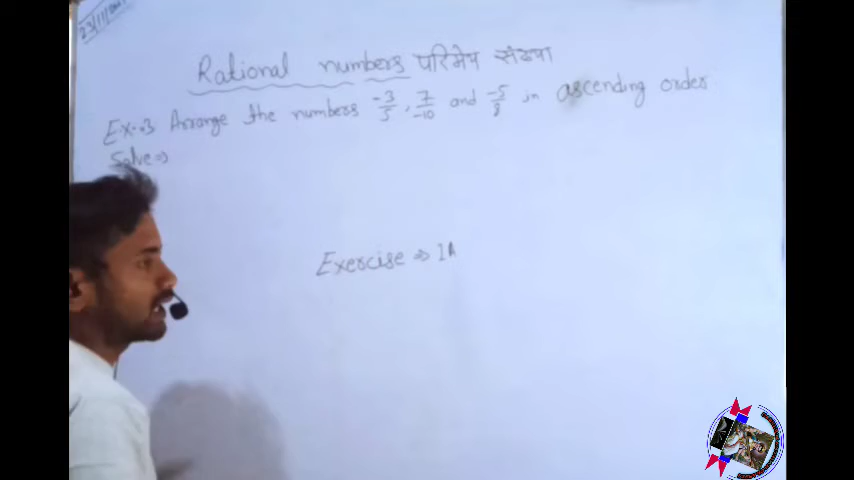 Rational numbers परिमेय संख्या
Ex-:3 Arrange the numbers -3/5, 7/-10 and -5/8 in ascending order
Solve⇒
Exercise ⇒ 1A